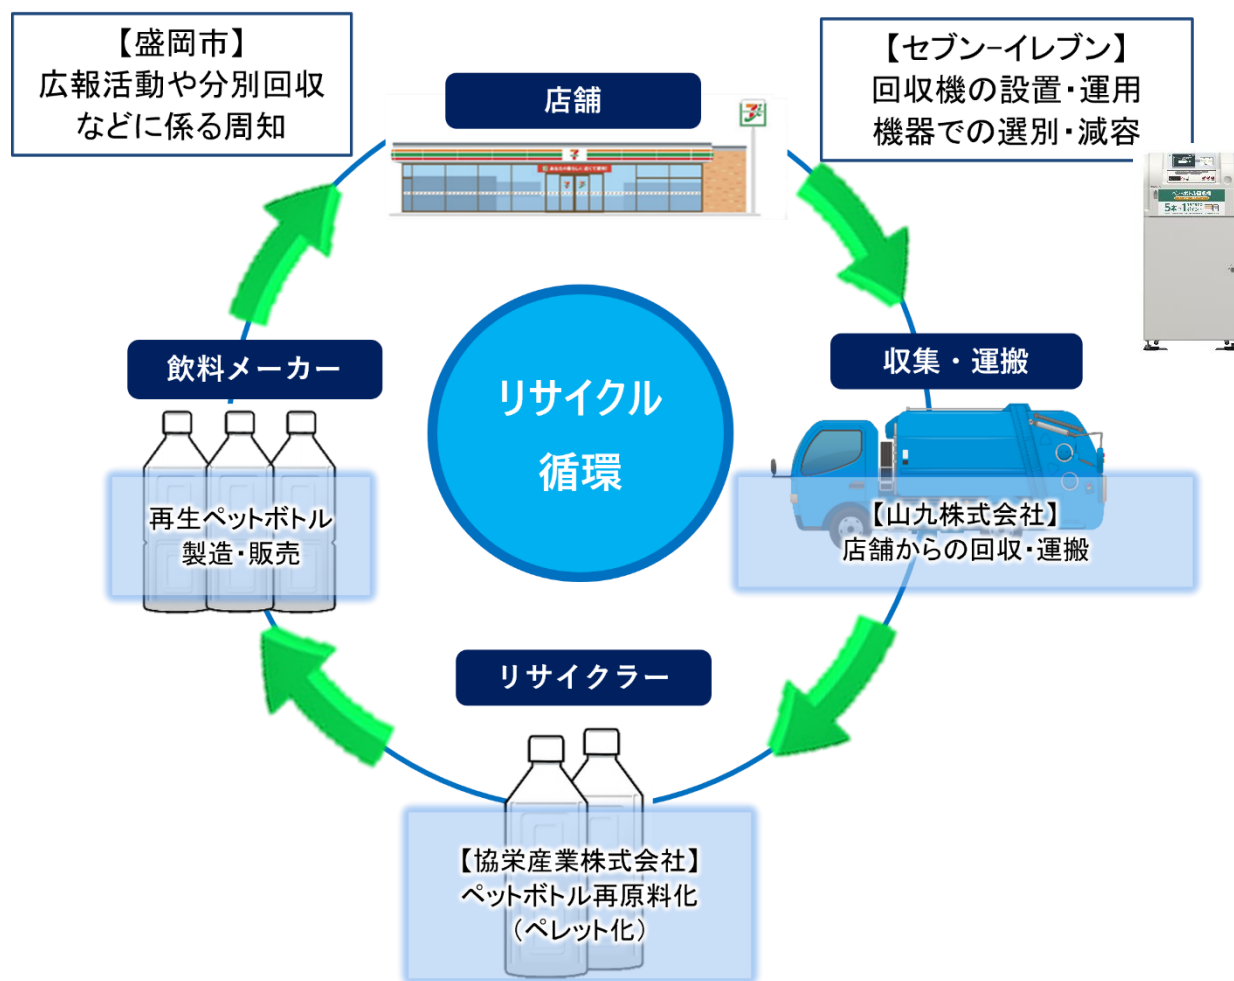 【盛岡市】
広報活動や分別回収
などに係る周知
店舗
【セブン-イレブン】
回収機の設置・運用
機器での選別・減容
飲料メーカー
再生ペットボトル
製造・販売
リサイクル
循環
収集・運搬
【山九株式会社】
店舗からの回収・運搬
リサイクラー
【協栄産業株式会社】
ペットボトル再原料化
（ペレット化）